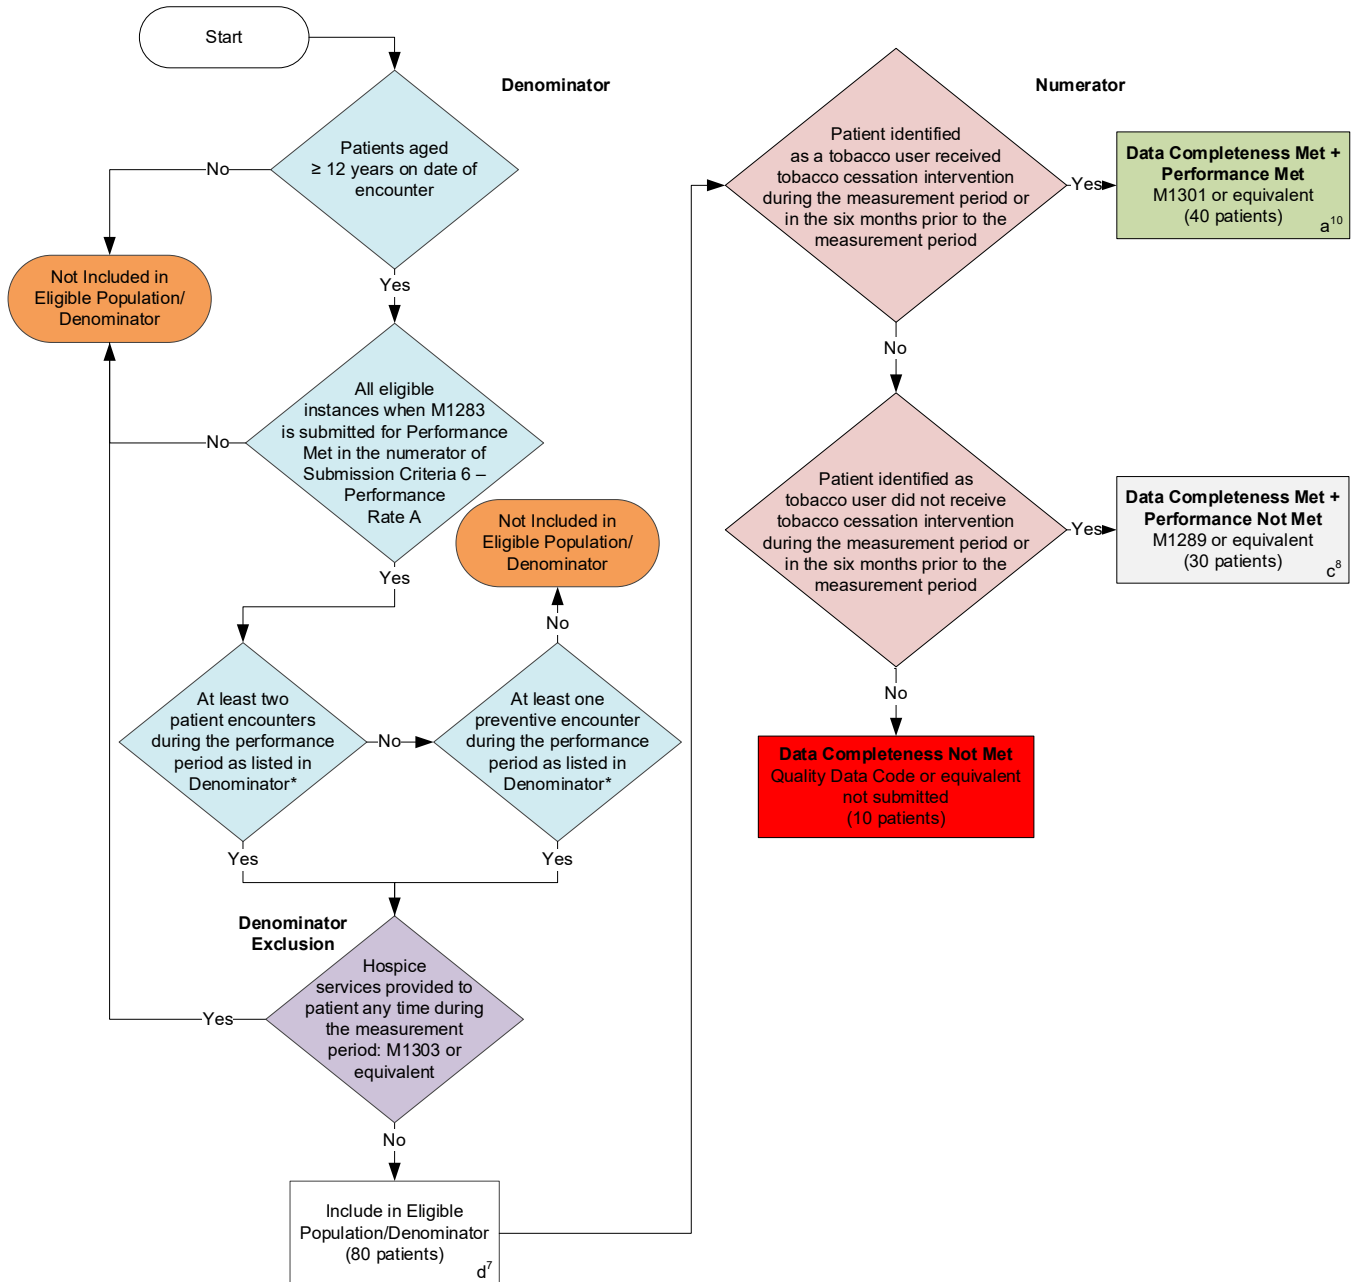 Start
Denominator
Patients aged
≥ 12 years on date of
encounter
No
Yes
Not Included in
Eligible Population/
Denominator
All eligible
instances when M1283
is submitted for Performance
Met in the numerator of
Submission Criteria 6 –
Performance
Rate A
No
Yes
Not Included in
Eligible Population/
Denominator
No
At least two
patient encounters
during the performance
period as listed in
Denominator*
No
At least one
preventive encounter
during the performance
period as listed in
Denominator*
Yes
Yes
Denominator
Exclusion
Hospice
services provided to
patient any time during
the measurement
period: M1303 or
equivalent
Yes
No
Include in Eligible
Population/Denominator
(80 patients)
d⁷
Numerator
Patient identified
as a tobacco user received
tobacco cessation intervention
during the measurement period or
in the six months prior to the
measurement period
Yes
Data Completeness Met +
Performance Met
M1301 or equivalent
(40 patients)
a¹⁰
No
Patient identified as
tobacco user did not receive
tobacco cessation intervention
during the measurement period or
in the six months prior to the
measurement period
Yes
Data Completeness Met +
Performance Not Met
M1289 or equivalent
(30 patients)
c⁸
No
Data Completeness Not Met
Quality Data Code or equivalent
not submitted
(10 patients)